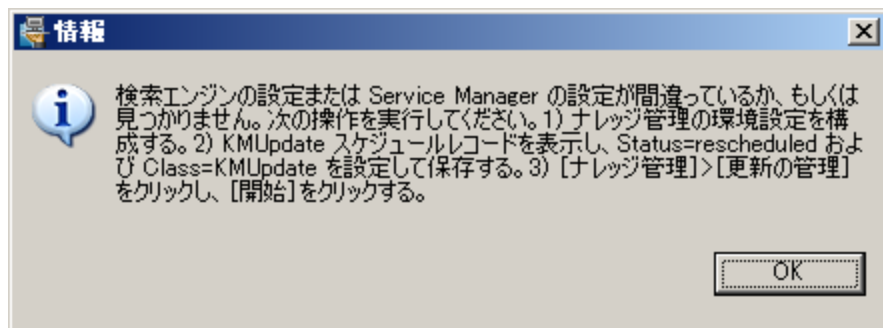 情報
検索エンジンの設定または Service Manager の設定が間違っているか、もしくは
見つかりません。次の操作を実行してください。1) ナレッジ管理の環境設定を構
成する。2) KMUpdate スケジュールレコードを表示し、Status=rescheduled およ
び Class=KMUpdate を設定して保存する。3) [ナレッジ管理]>[更新の管理]
をクリックし、[開始]をクリックする。
OK